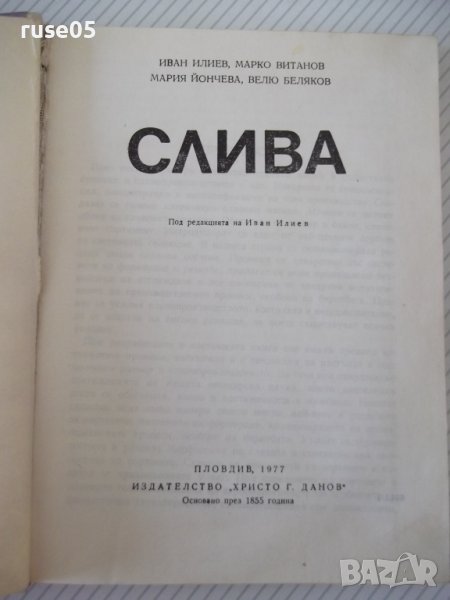 ruse05
ИВАН ИЛИЕВ, МАРКО ВИТАНОВ
МАРИЯ ЙОНЧЕВА, ВЕЛЮ БЕЛЯКОВ
СЛИВА
Под редакцията на Иван Илиев
ПЛОВДИВ, 1977
ИЗДАТЕЛСТВО „ХРИСТО Г. ДАНОВ"
Основано през 1855 година
BAZAR